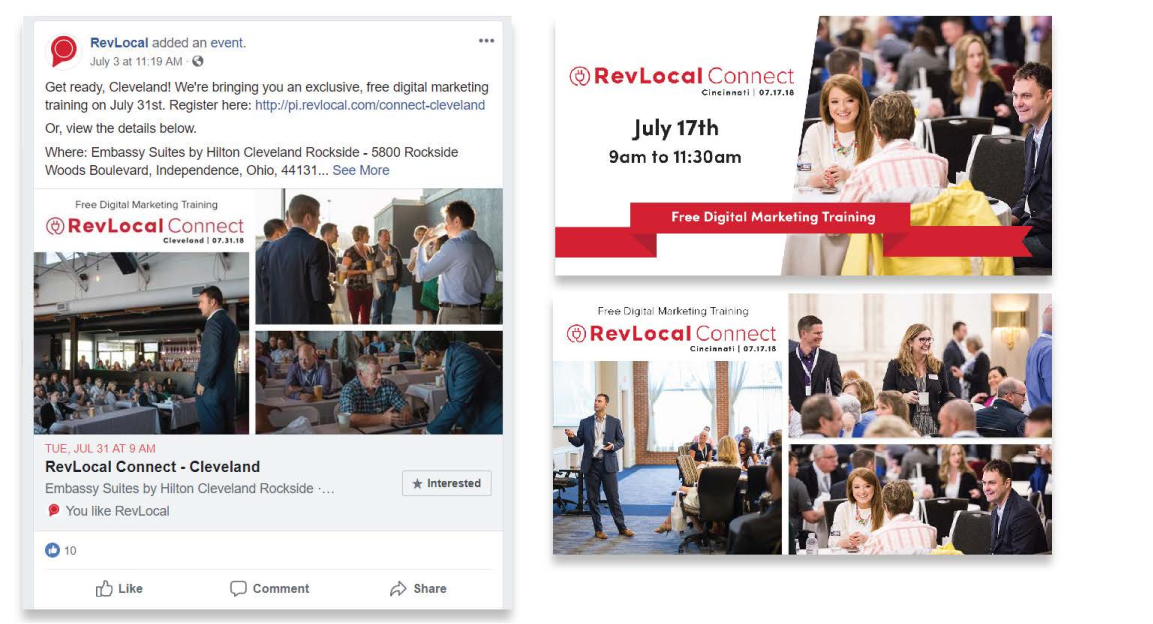 RevLocal added an event.
July 3 at 11:19 AM ·
Get ready, Cleveland! We're bringing you an exclusive, free digital marketing
training on July 31st. Register here: http://pi.revlocal.com/connect-cleveland
Or, view the details below.
Where: Embassy Suites by Hilton Cleveland Rockside - 5800 Rockside
Woods Boulevard, Independence, Ohio, 44131... See More
Free Digital Marketing Training
RevLocal Connect
Cleveland | 07.31.18
TUE, JUL 31 AT 9 AM
RevLocal Connect - Cleveland
Embassy Suites by Hilton Cleveland Rockside ·...
Interested
You like RevLocal
10
Like Comment Share
RevLocal Connect
Cincinnati | 07.17.18
July 17th
9am to 11:30am
Free Digital Marketing Training
Free Digital Marketing Training
RevLocal Connect
Cincinnati | 07.17.18